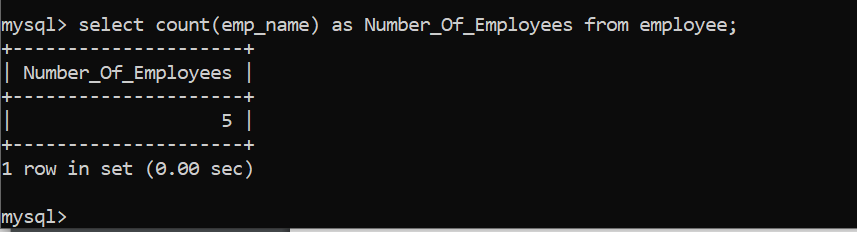 mysql> select count(emp_name) as Number_Of_Employees from employee;
+---------------------+
| Number_Of_Employees |
+---------------------+
|                   5 |
+---------------------+
1 row in set (0.00 sec)
mysql>